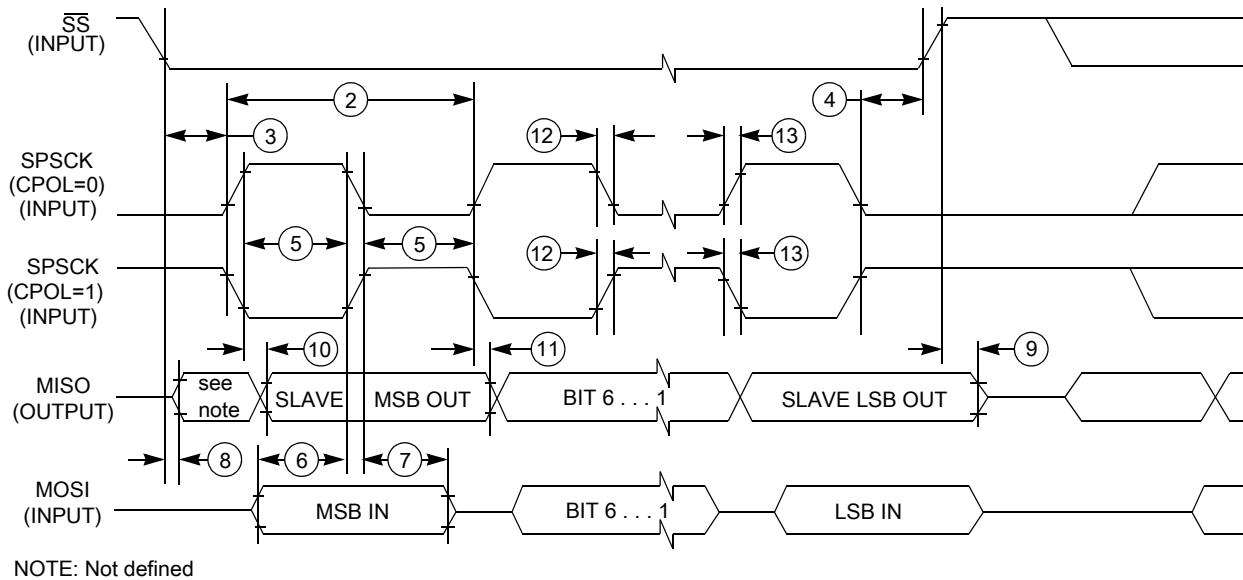 SS
(INPUT)
2
4
3
12
13
SPSCK
(CPOL=0)
(INPUT)
5
5
12
13
SPSCK
(CPOL=1)
(INPUT)
10
11
9
MISO
(OUTPUT)
see
note
SLAVE
MSB OUT
BIT 6 . . . 1
SLAVE LSB OUT
8
6
7
MOSI
(INPUT)
MSB IN
BIT 6 . . . 1
LSB IN
NOTE: Not defined